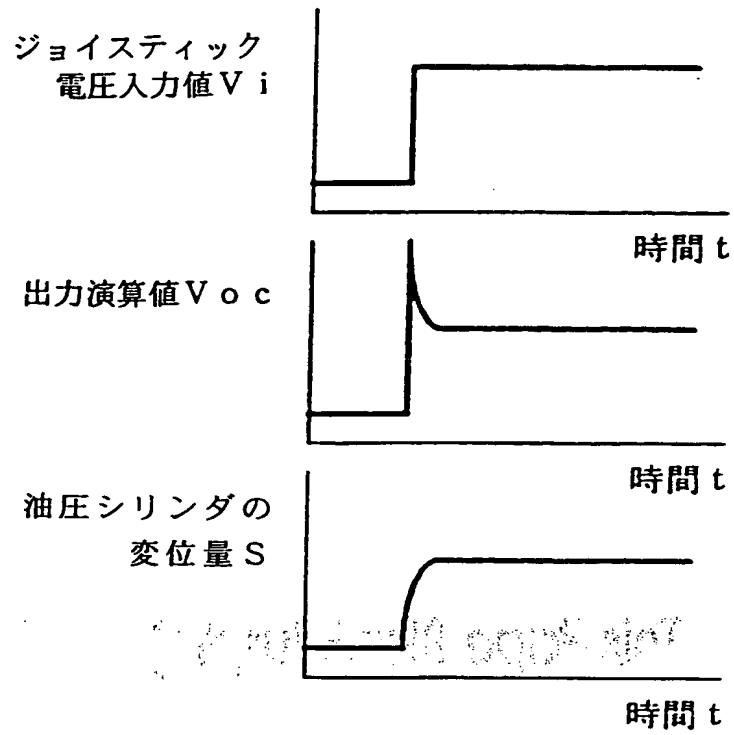 ジョイスティック
電圧入力値Ｖｉ
時間ｔ
出力演算値Ｖｏｃ
時間ｔ
油圧シリンダの
変位量Ｓ
時間ｔ